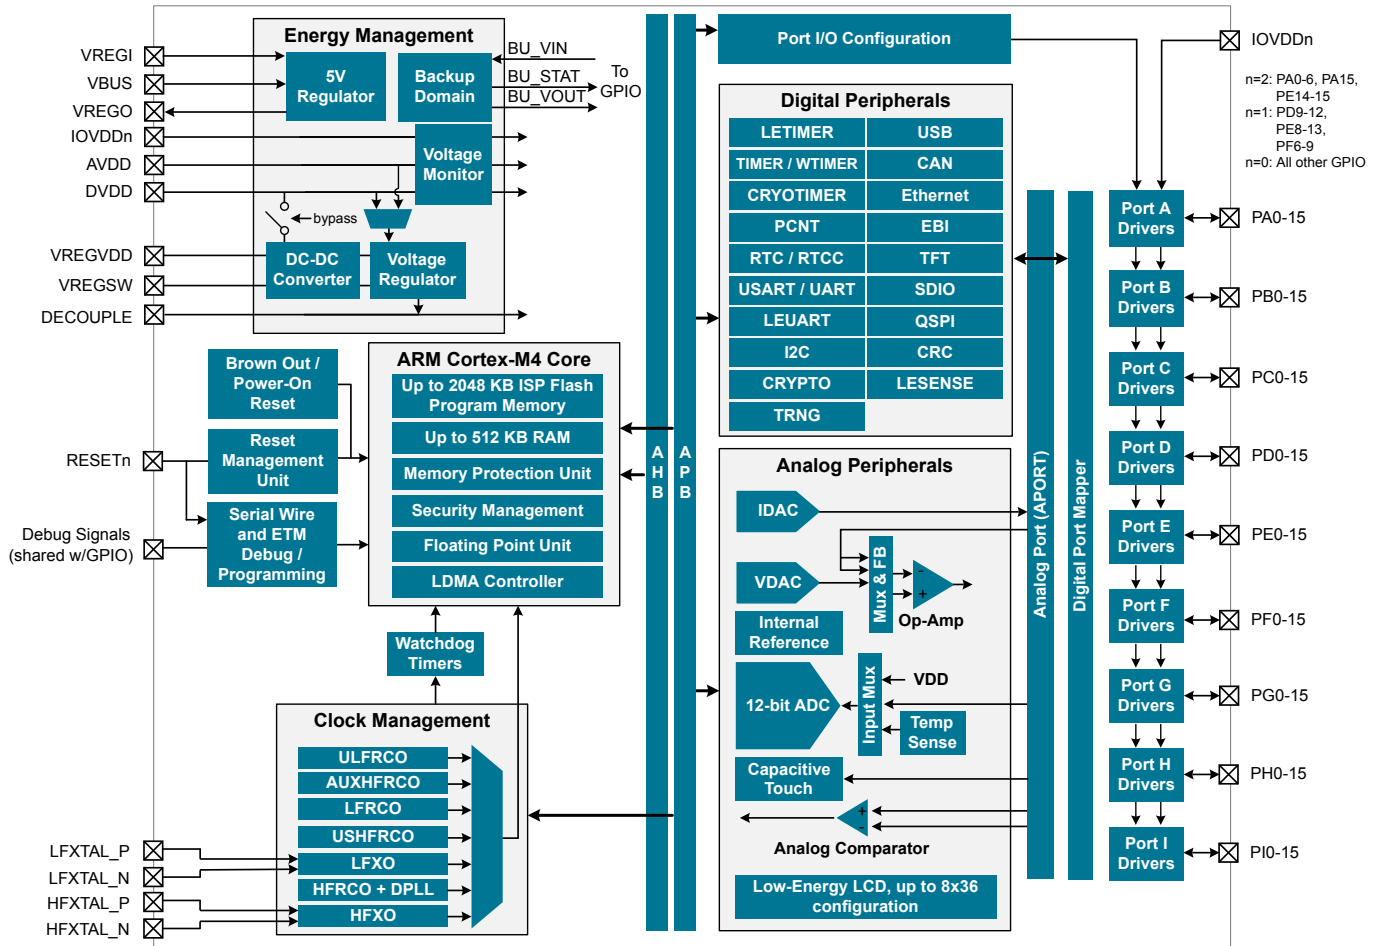 VREGI
VBUS
VREGO
IOVDDn
AVDD
DVDD
VREGVDD
VREGSW
DECOUPLE
Energy Management
5V
Regulator
Backup
Domain
BU_VIN
BU_STAT
BU_VOUT
To
GPIO
Voltage
Monitor
bypass
DC-DC
Converter
Voltage
Regulator
Brown Out /
Power-On
Reset
Reset
Management
Unit
Serial Wire
and ETM
Debug /
Programming
RESETn
Debug Signals
(shared w/GPIO)
ARM Cortex-M4 Core
Up to 2048 KB ISP Flash
Program Memory
Up to 512 KB RAM
Memory Protection Unit
Security Management
Floating Point Unit
LDMA Controller
Watchdog
Timers
Clock Management
ULFRCO
AUXHFRCO
LFRCO
USHFRCO
LFXO
HFRCO + DPLL
HFXO
LFXTAL_P
LFXTAL_N
HFXTAL_P
HFXTAL_N
A
H
B
A
P
B
Port I/O Configuration
Digital Peripherals
LETIMER
USB
TIMER / WTIMER
CAN
CRYOTIMER
Ethernet
PCNT
EBI
RTC / RTCC
TFT
USART / UART
SDIO
LEUART
QSPI
I2C
CRC
CRYPTO
LESENSE
TRNG
Analog Peripherals
IDAC
VDAC
Mux & FB
-
+
Op-Amp
Internal
Reference
12-bit ADC
Input Mux
VDD
Temp
Sense
Capacitive
Touch
+
-
Analog Comparator
Low-Energy LCD, up to 8x36
configuration
Analog Port (APORT)
Digital Port Mapper
IOVDDn
n=2: PA0-6, PA15,
PE14-15
n=1: PD9-12,
PE8-13,
PF6-9
n=0: All other GPIO
Port A
Drivers
PA0-15
Port B
Drivers
PB0-15
Port C
Drivers
PC0-15
Port D
Drivers
PD0-15
Port E
Drivers
PE0-15
Port F
Drivers
PF0-15
Port G
Drivers
PG0-15
Port H
Drivers
PH0-15
Port I
Drivers
PI0-15